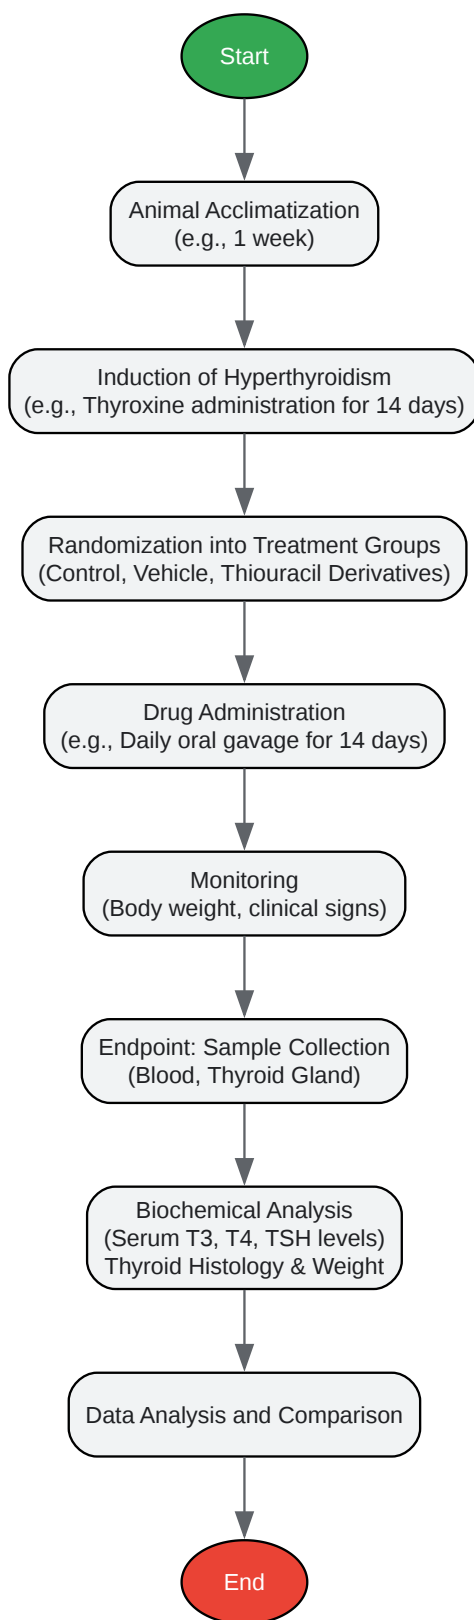 Start
Animal Acclimatization
(e.g., 1 week)
Induction of Hyperthyroidism
(e.g., Thyroxine administration for 14 days)
Randomization into Treatment Groups
(Control, Vehicle, Thiouracil Derivatives)
Drug Administration
(e.g., Daily oral gavage for 14 days)
Monitoring
(Body weight, clinical signs)
Endpoint: Sample Collection
(Blood, Thyroid Gland)
Biochemical Analysis
(Serum T3, T4, TSH levels)
Thyroid Histology & Weight
Data Analysis and Comparison
End